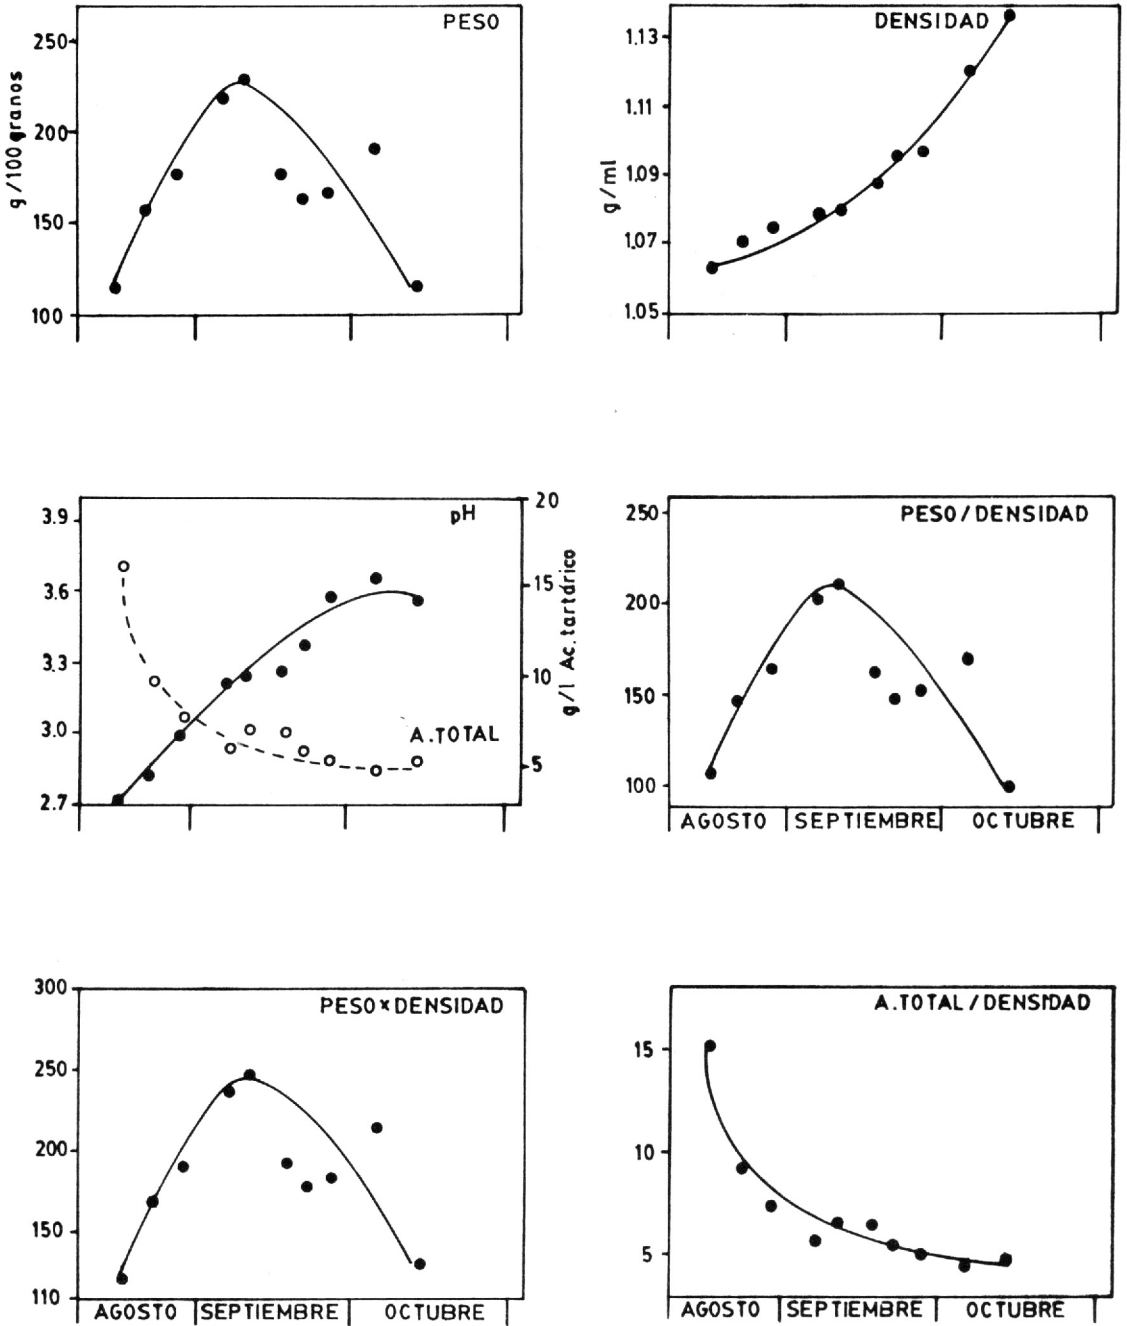 PESO
g/100 granos
250
200
150
100
DENSIDAD
g/ml
1.13
1.11
1.09
1.07
1.05
pH
3.9
3.6
3.3
3.0
2.7
A.TOTAL
20
15
10
5
g/l Ac.tartárico
PESO/DENSIDAD
250
200
150
100
AGOSTO SEPTIEMBRE OCTUBRE
PESOxDENSIDAD
300
250
200
150
110
AGOSTO SEPTIEMBRE OCTUBRE
A.TOTAL/DENSIDAD
15
10
5
AGOSTO SEPTIEMBRE OCTUBRE